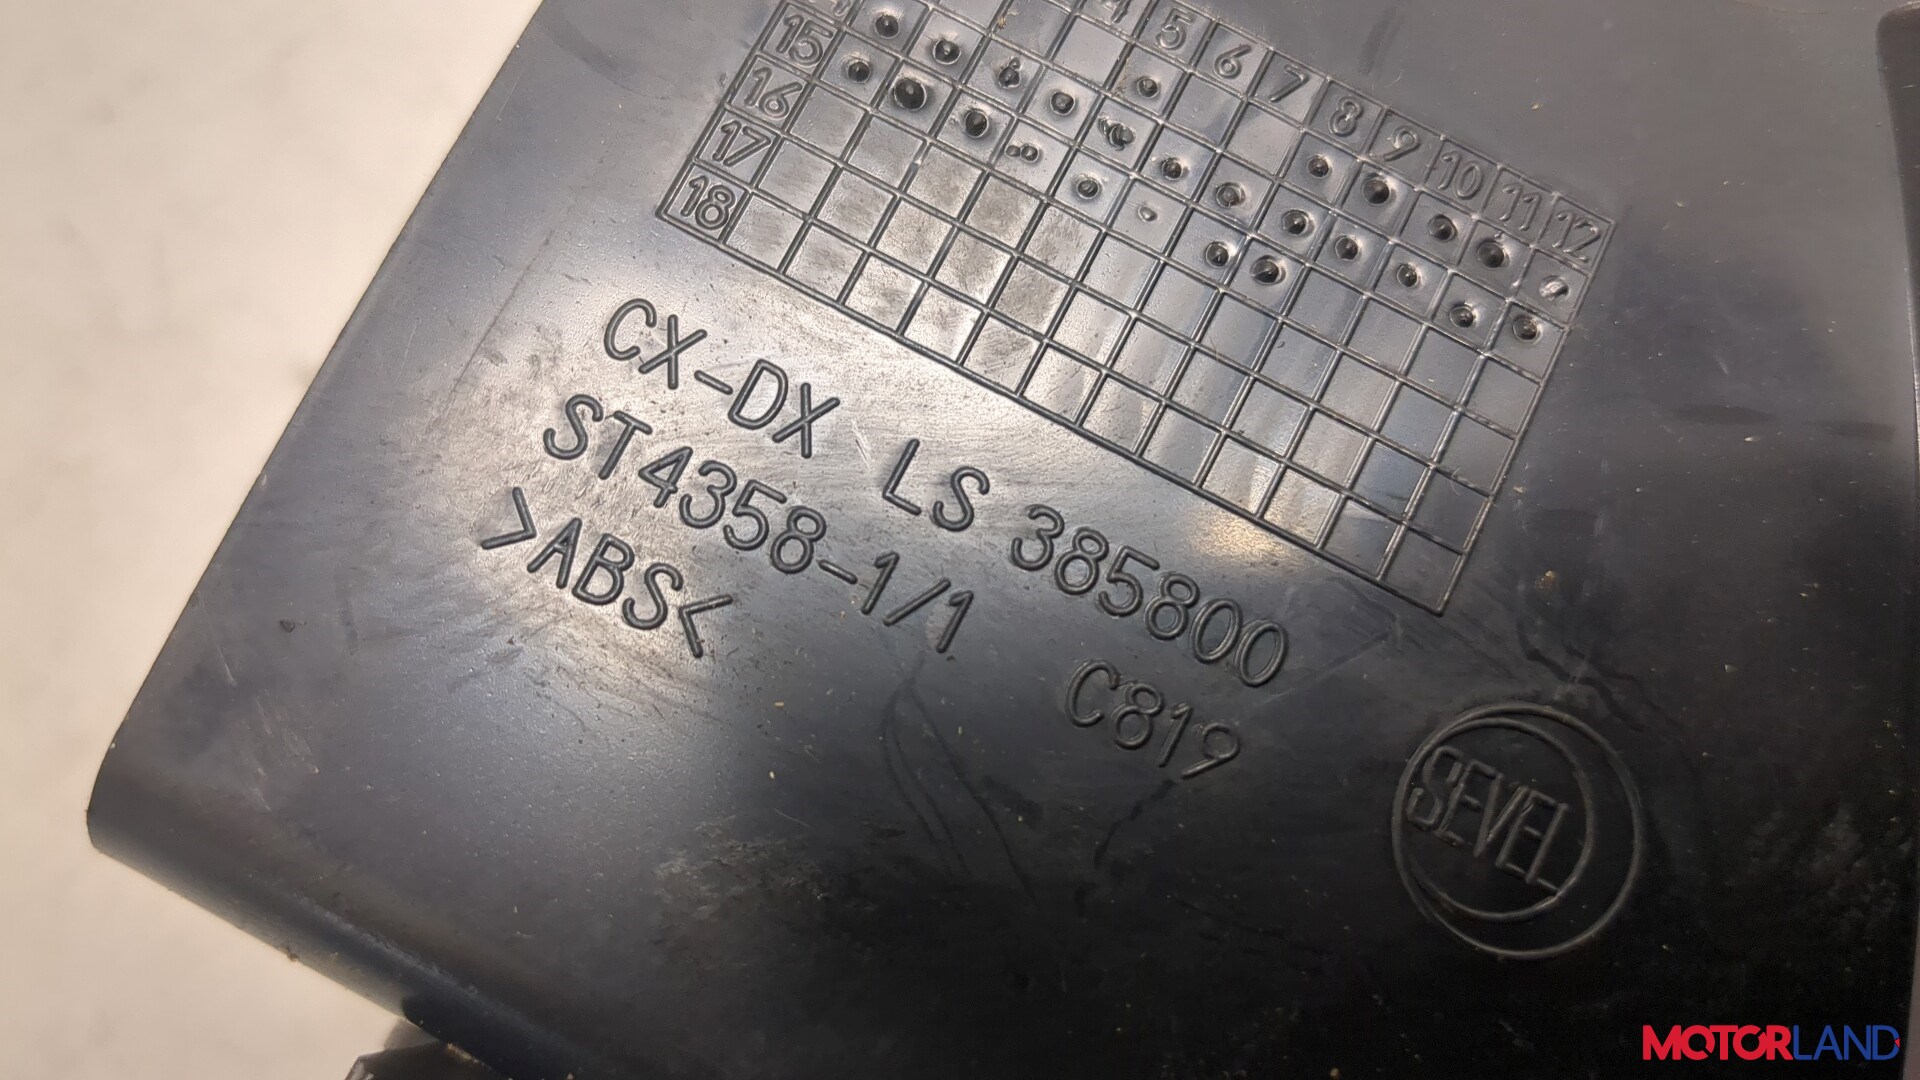 4 5 6 7 8 9 10 11 12
15
16
17
18
CX-DX LS 385800
ST4358-1/1 C819
>ABS<
SEVEL
MOTORLAND